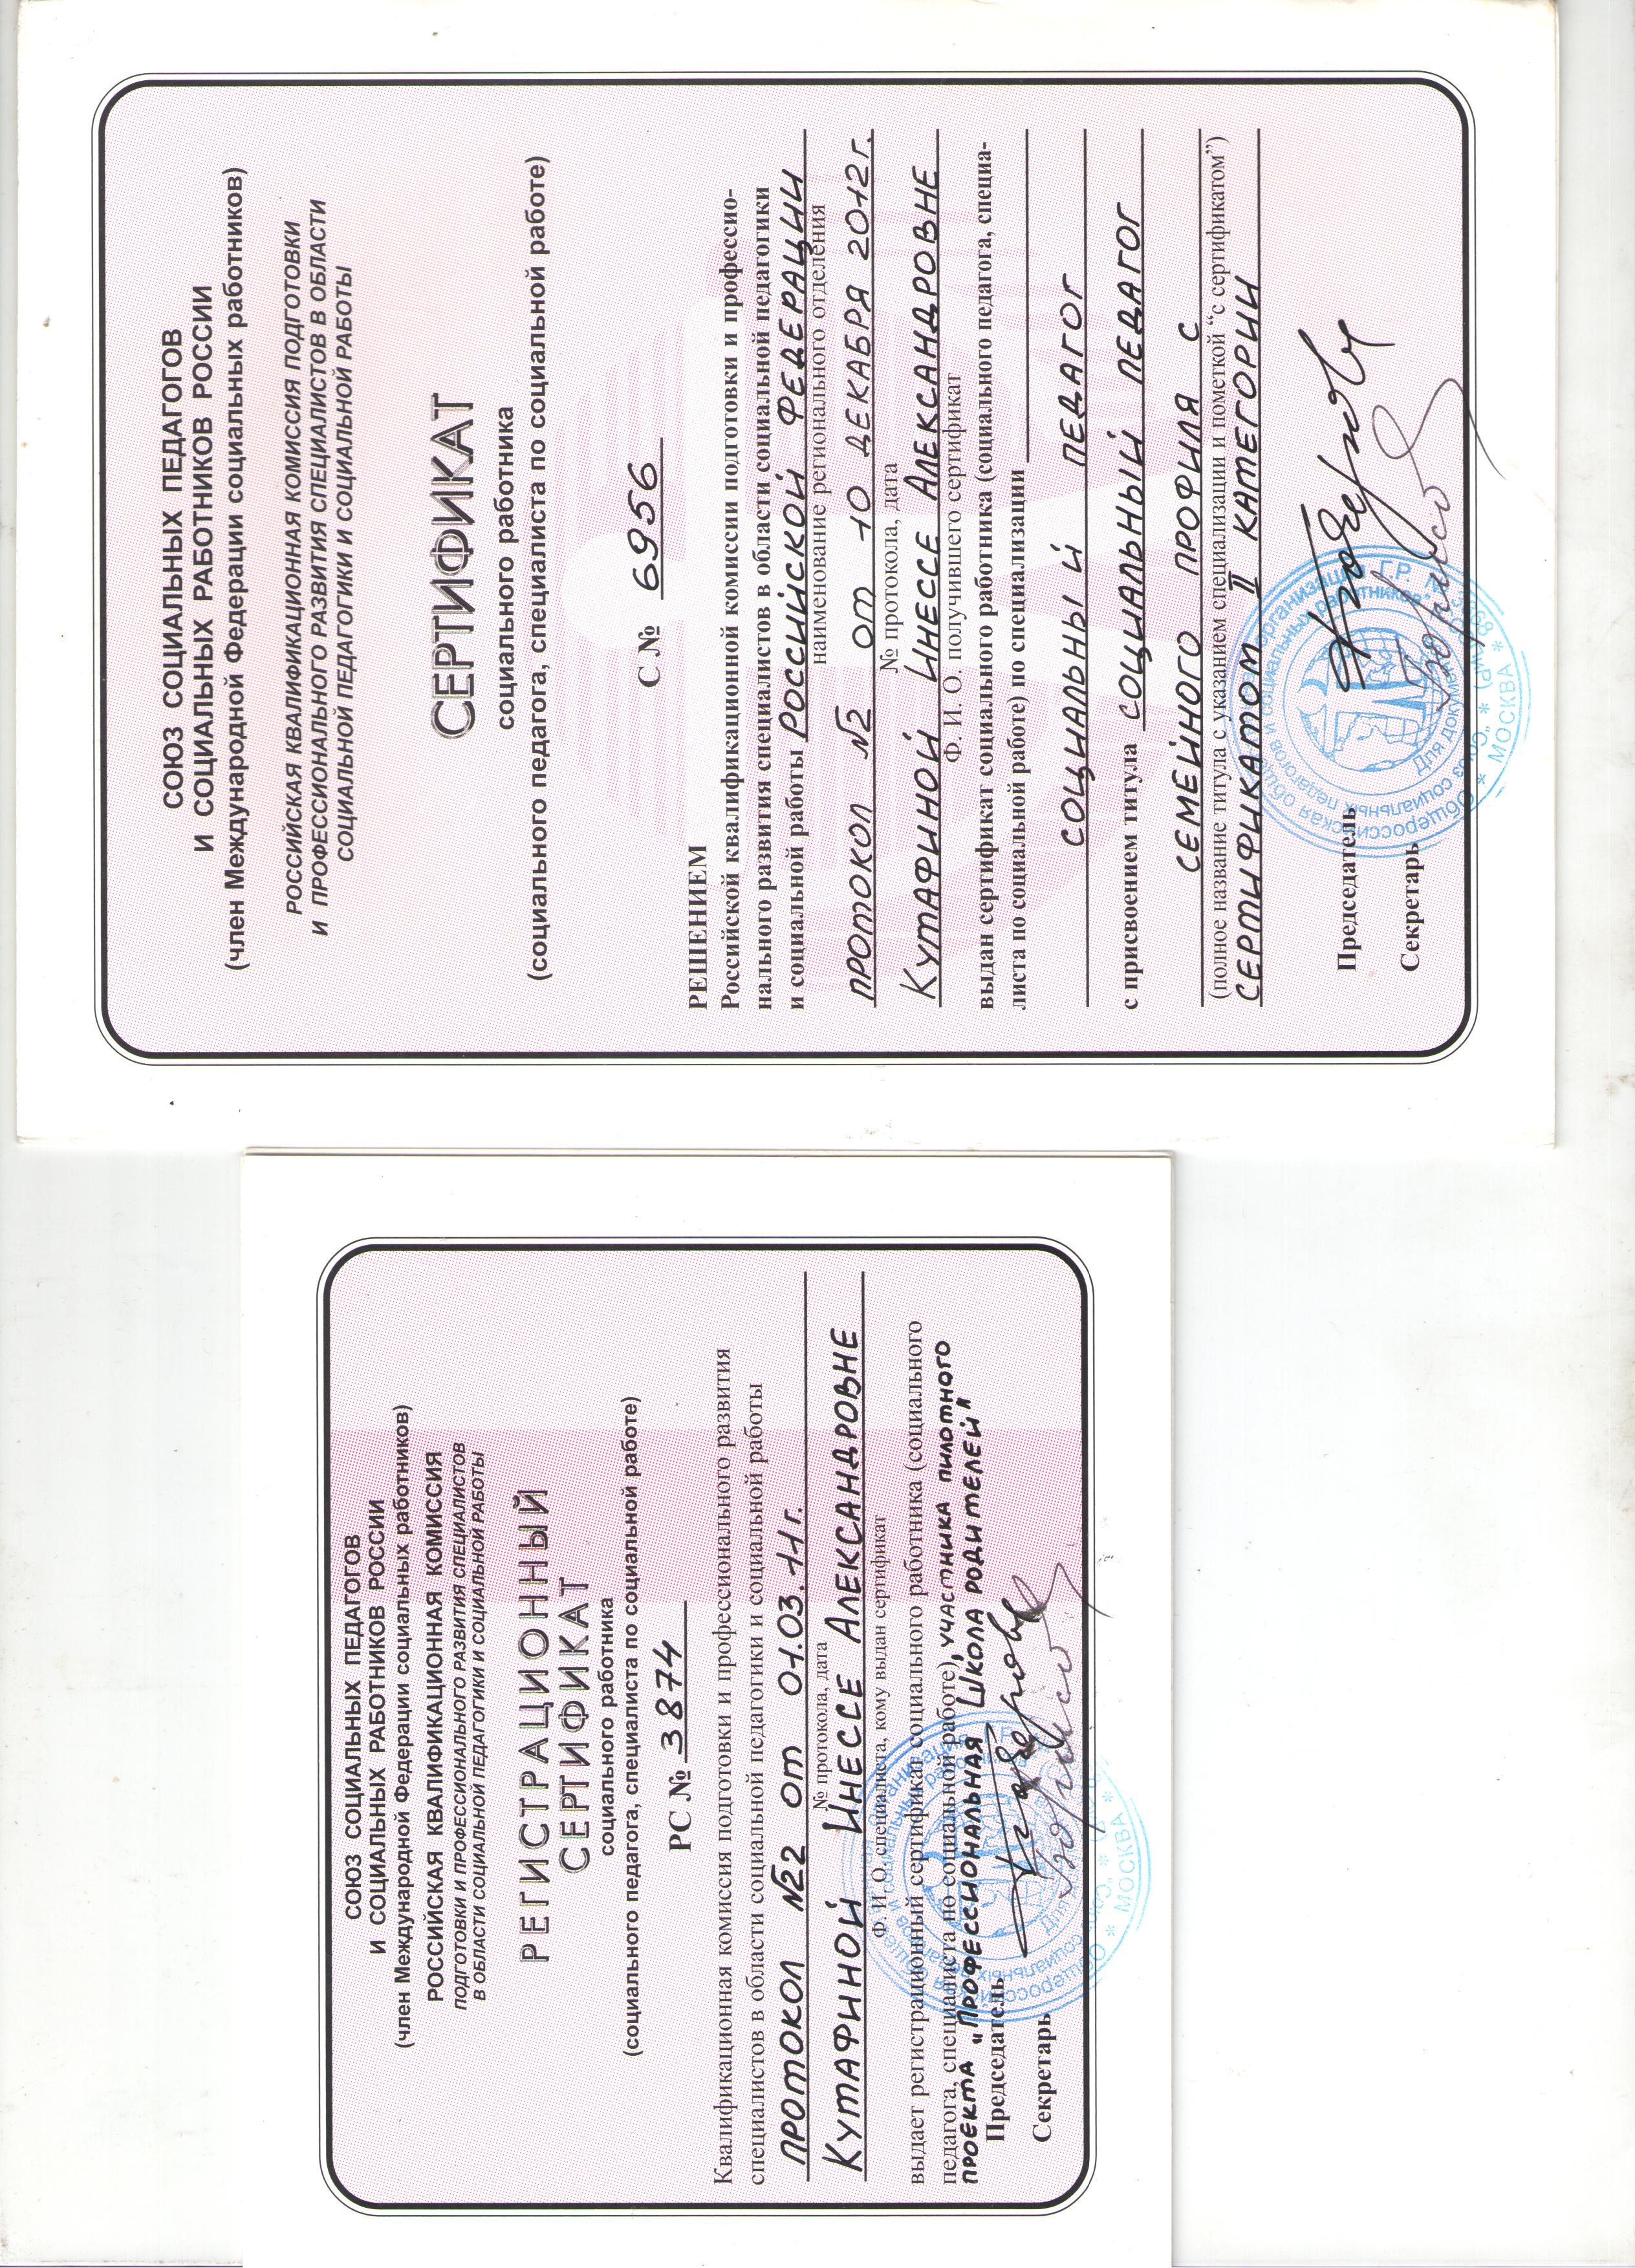 СОЮЗ СОЦИАЛЬНЫХ ПЕДАГОГОВ
И СОЦИАЛЬНЫХ РАБОТНИКОВ РОССИИ
(член Международной Федерации социальных работников)
РОССИЙСКАЯ КВАЛИФИКАЦИОННАЯ КОМИССИЯ
ПОДГОТОВКИ И ПРОФЕССИОНАЛЬНОГО РАЗВИТИЯ СПЕЦИАЛИСТОВ
В ОБЛАСТИ СОЦИАЛЬНОЙ ПЕДАГОГИКИ И СОЦИАЛЬНОЙ РАБОТЫ
РЕГИСТРАЦИОННЫЙ
СЕРТИФИКАТ
социального работника
(социального педагога, специалиста по социальной работе)
РС № 3874
Квалификационная комиссия подготовки и профессионального развития
специалистов в области социальной педагогики и социальной работы
ПРОТОКОЛ №22 от 01.03.11г.
№ протокола, дата
Кутафиной Инессе Александровне
Ф. И. О. специалиста, кому выдан сертификат
выдает регистрационный сертификат социального работника (социального
педагога, специалиста по социальной работе), участника пилотного
проекта „Профессиональная Школа родителей"
Председатель
Секретарь
МОСКВА
СОЮЗ СОЦИАЛЬНЫХ ПЕДАГОГОВ
И СОЦИАЛЬНЫХ РАБОТНИКОВ РОССИИ
(член Международной Федерации социальных работников)
РОССИЙСКАЯ КВАЛИФИКАЦИОННАЯ КОМИССИЯ ПОДГОТОВКИ
И ПРОФЕССИОНАЛЬНОГО РАЗВИТИЯ СПЕЦИАЛИСТОВ В ОБЛАСТИ
СОЦИАЛЬНОЙ ПЕДАГОГИКИ И СОЦИАЛЬНОЙ РАБОТЫ
СЕРТИФИКАТ
социального работника
(социального педагога, специалиста по социальной работе)
С № 6956
РЕШЕНИЕМ
Российской квалификационной комиссии подготовки и профессио-
нального развития специалистов в области социальной педагогики
и социальной работы РОССИЙСКОЙ ФЕДЕРАЦИИ
наименование регионального отделения
ПРОТОКОЛ №2 от 10 ДЕКАБРЯ 2012г.
№ протокола, дата
Кутафиной Инессе Александровне
Ф. И. О. получившего сертификат
выдан сертификат социального работника (социального педагога, специа-
листа по социальной работе) по специализации
СОЦИАЛЬНЫЙ ПЕДАГОГ
с присвоением титула СОЦИАЛЬНЫЙ ПЕДАГОГ
СЕМЕЙНОГО ПРОФИЛЯ С
(полное название титула с указанием специализации и пометкой “с сертификатом”)
СЕРТИФИКАТОМ II КАТЕГОРИИ
Председатель
Секретарь
МОСКВА